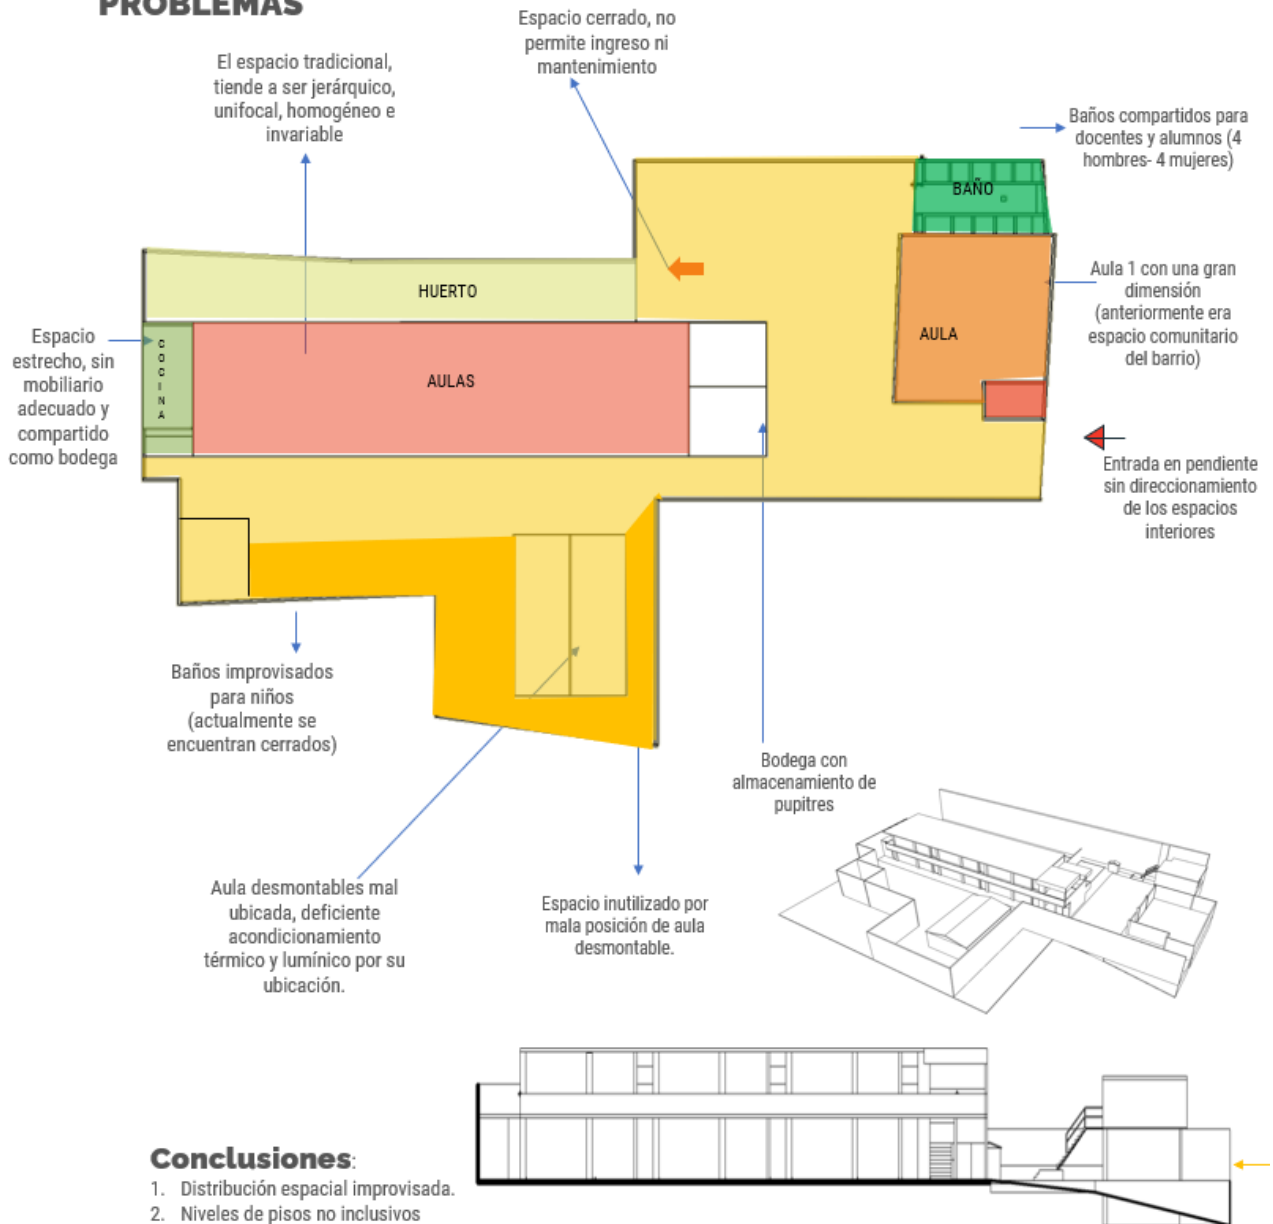 PROBLEMAS
Espacio cerrado, no
permite ingreso ni
mantenimiento
El espacio tradicional,
tiende a ser jerárquico,
unifocal, homogéneo e
invariable
Baños compartidos para
docentes y alumnos (4
hombres- 4 mujeres)
BAÑO
HUERTO
Aula 1 con una gran
dimensión
(anteriormente era
espacio comunitario
del barrio)
AULA
Espacio
estrecho, sin
mobiliario
adecuado y
compartido
como bodega
COCINA
AULAS
Entrada en pendiente
sin direccionamiento
de los espacios
interiores
Baños improvisados
para niños
(actualmente se
encuentran cerrados)
Bodega con
almacenamiento de
pupitres
Aula desmontables mal
ubicada, deficiente
acondicionamiento
térmico y lumínico por su
ubicación.
Espacio inutilizado por
mala posición de aula
desmontable.
Conclusiones:
1. Distribución espacial improvisada.
2. Niveles de pisos no inclusivos